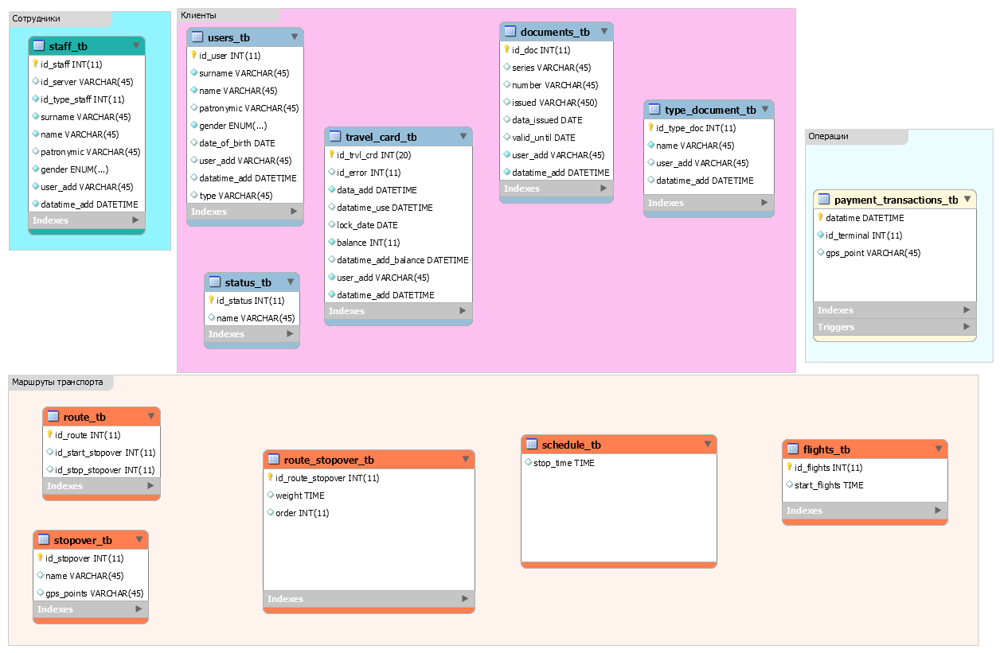 Сотрудники
staff_tb
id_staff INT(11)
id_server VARCHAR(45)
id_type_staff INT(11)
surname VARCHAR(45)
name VARCHAR(45)
patronymic VARCHAR(45)
gender ENUM(...)
user_add VARCHAR(45)
datatime_add DATETIME
Indexes
Клиенты
users_tb
id_user INT(11)
surname VARCHAR(45)
name VARCHAR(45)
patronymic VARCHAR(45)
gender ENUM(...)
date_of_birth DATE
user_add VARCHAR(45)
datatime_add DATETIME
type VARCHAR(45)
Indexes
status_tb
id_status INT(11)
name VARCHAR(45)
Indexes
travel_card_tb
id_trvl_crd INT(20)
id_error INT(11)
data_add DATETIME
datatime_use DATETIME
lock_date DATE
balance INT(11)
datatime_add_balance DATETIME
user_add VARCHAR(45)
datatime_add DATETIME
Indexes
documents_tb
id_doc INT(11)
series VARCHAR(45)
number VARCHAR(45)
issued VARCHAR(450)
data_issued DATE
valid_until DATE
user_add VARCHAR(45)
datatime_add DATETIME
Indexes
type_document_tb
id_type_doc INT(11)
name VARCHAR(45)
user_add VARCHAR(45)
datatime_add DATETIME
Indexes
Операции
payment_transactions_tb
datatime DATETIME
id_terminal INT(11)
gps_point VARCHAR(45)
Indexes
Triggers
Маршруты транспорта
route_tb
id_route INT(11)
id_start_stopover INT(11)
id_stop_stopover INT(11)
Indexes
stopover_tb
id_stopover INT(11)
name VARCHAR(45)
gps_points VARCHAR(45)
Indexes
route_stopover_tb
id_route_stopover INT(11)
weight TIME
order INT(11)
Indexes
schedule_tb
stop_time TIME
flights_tb
id_flights INT(11)
start_flights TIME
Indexes